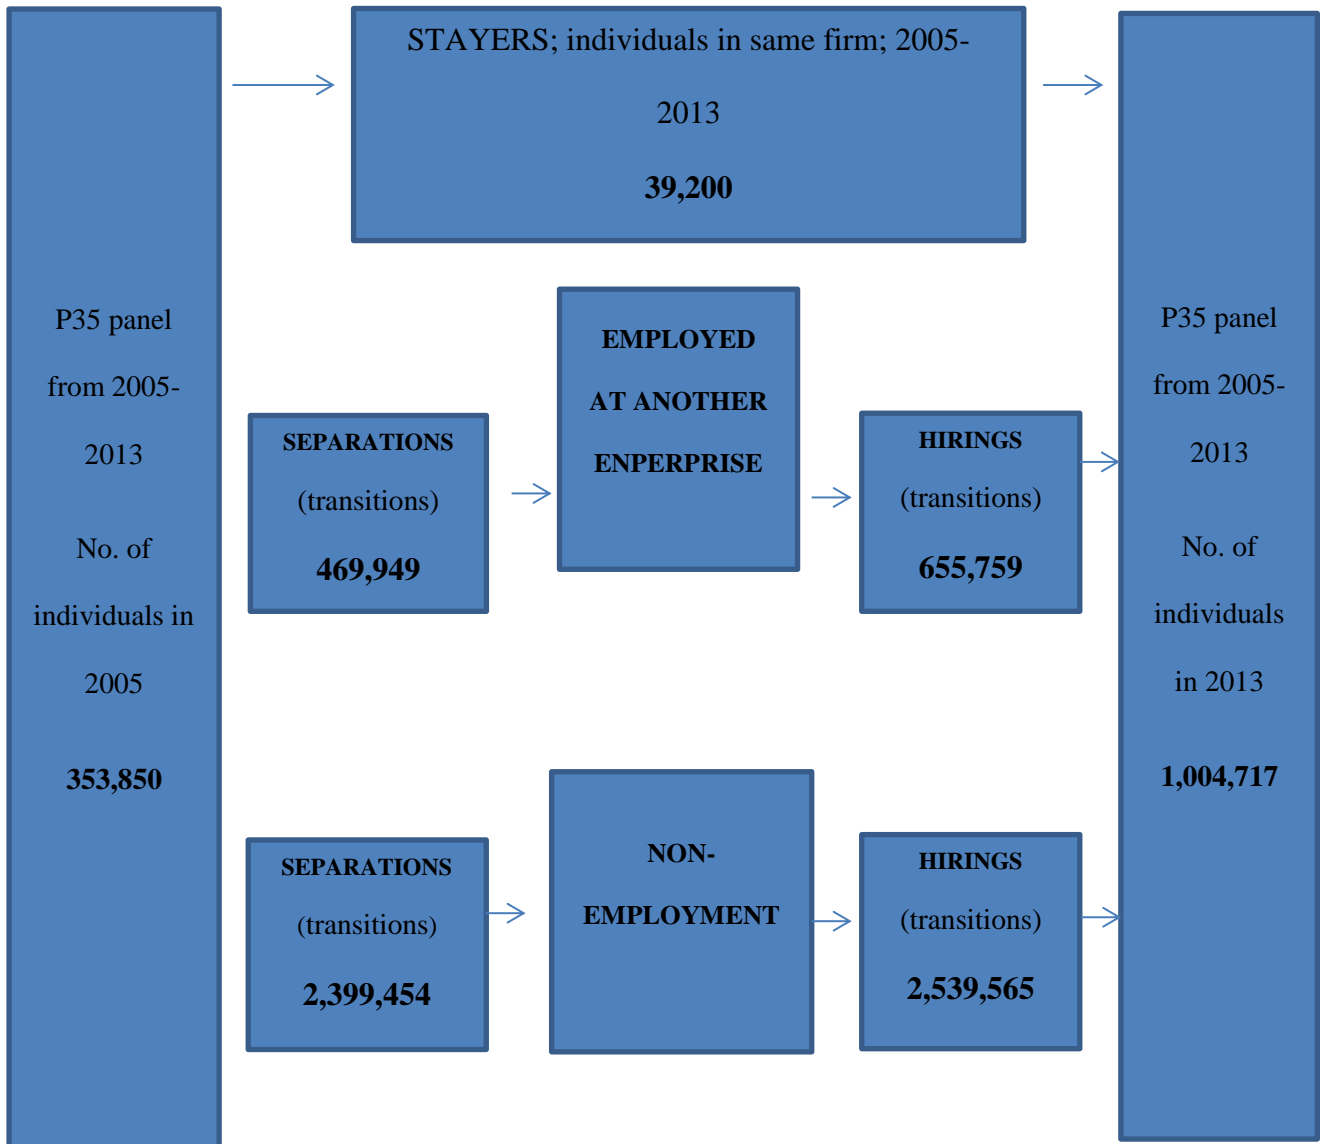 P35 panel
from 2005-
2013
No. of
individuals in
2005
353,850
STAYERS; individuals in same firm; 2005-
2013
39,200
SEPARATIONS
(transitions)
469,949
EMPLOYED
AT ANOTHER
ENPERPRISE
HIRINGS
(transitions)
655,759
SEPARATIONS
(transitions)
2,399,454
NON-
EMPLOYMENT
HIRINGS
(transitions)
2,539,565
P35 panel
from 2005-
2013
No. of
individuals
in 2013
1,004,717